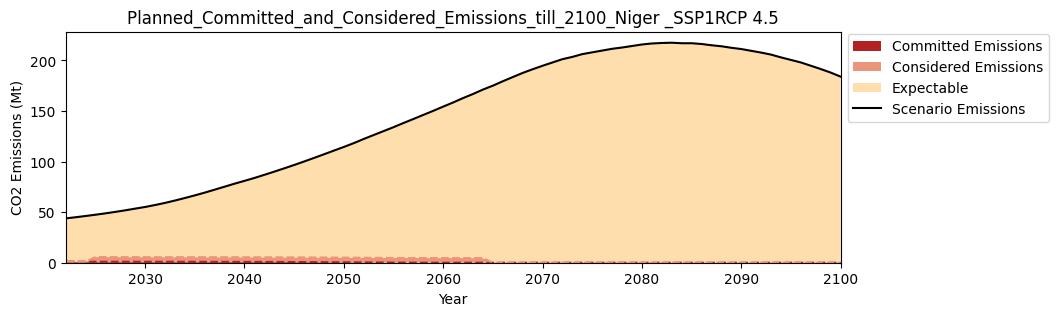 Planned_Committed_and_Considered_Emissions_till_2100_Niger _SSP1RCP 4.5
Committed Emissions
Considered Emissions
Expectable
Scenario Emissions
CO2 Emissions (Mt)
200
150
100
50
0
2030 2040 2050 2060 2070 2080 2090 2100
Year